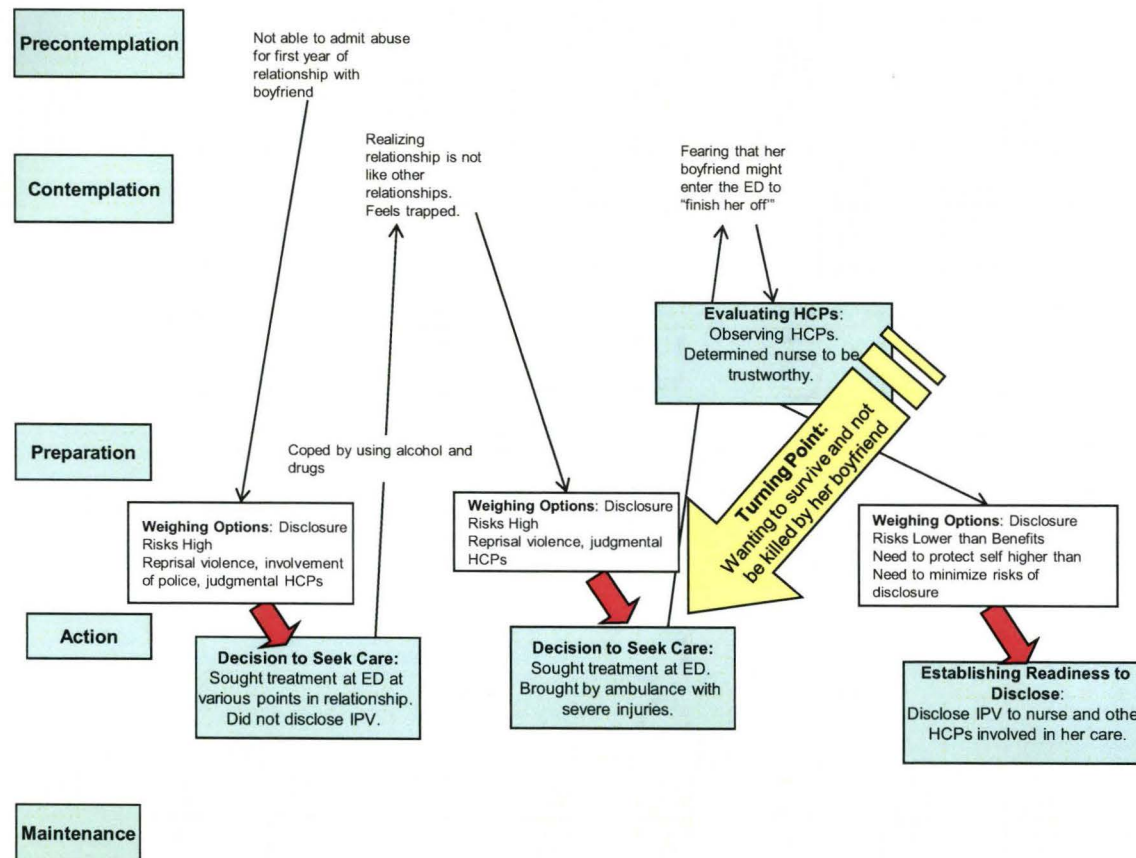 Precontemplation
Not able to admit abuse
for first year of
relationship with
boyfriend
Realizing
relationship is not
like other
relationships.
Feels trapped.
Fearing that her
boyfriend might
enter the ED to
"finish her off'"
Contemplation
Evaluating HCPs:
Observing HCPs.
Determined nurse to be
trustworthy.
Turning Point:
Wanting to survive and not
be killed by her boyfriend
Preparation
Coped by using alcohol and
drugs
Weighing Options: Disclosure
Risks High
Reprisal violence, involvement
of police, judgmental HCPs
Weighing Options: Disclosure
Risks High
Reprisal violence, judgmental
HCPs
Weighing Options: Disclosure
Risks Lower than Benefits
Need to protect self higher than
Need to minimize risks of
disclosure
Action
Decision to Seek Care:
Sought treatment at ED at
various points in relationship.
Did not disclose IPV.
Decision to Seek Care:
Sought treatment at ED.
Brought by ambulance with
severe injuries.
Establishing Readiness to
Disclose:
Disclose IPV to nurse and othe
HCPs involved in her care.
Maintenance